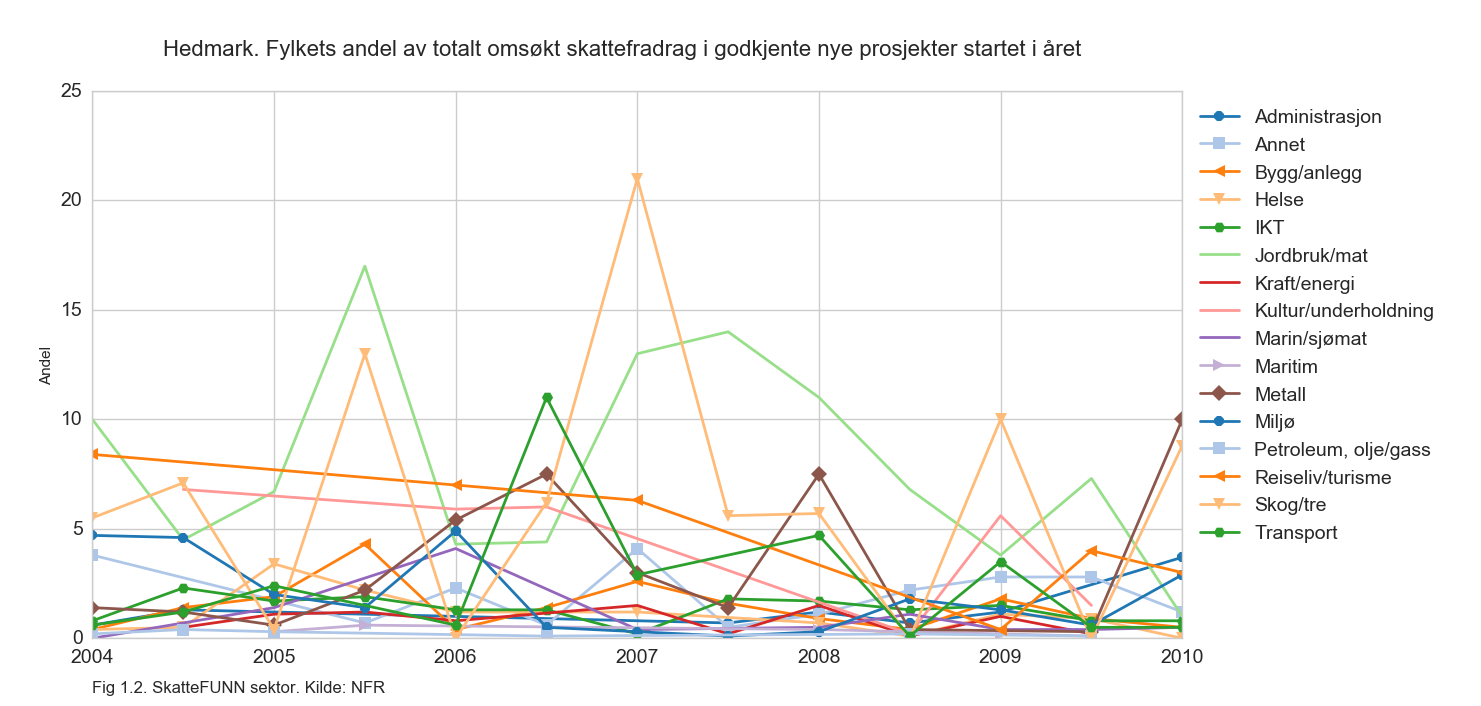 Hedmark. Fylkets andel av totalt omsøkt skattefradrag i godkjente nye prosjekter startet i året
25
20
15
10
5
0
Andel
2004 2005 2006 2007 2008 2009 2010
Administrasjon
Annet
Bygg/anlegg
Helse
IKT
Jordbruk/mat
Kraft/energi
Kultur/underholdning
Marin/sjømat
Maritim
Metall
Miljø
Petroleum, olje/gass
Reiseliv/turisme
Skog/tre
Transport
Fig 1.2. SkatteFUNN sektor. Kilde: NFR